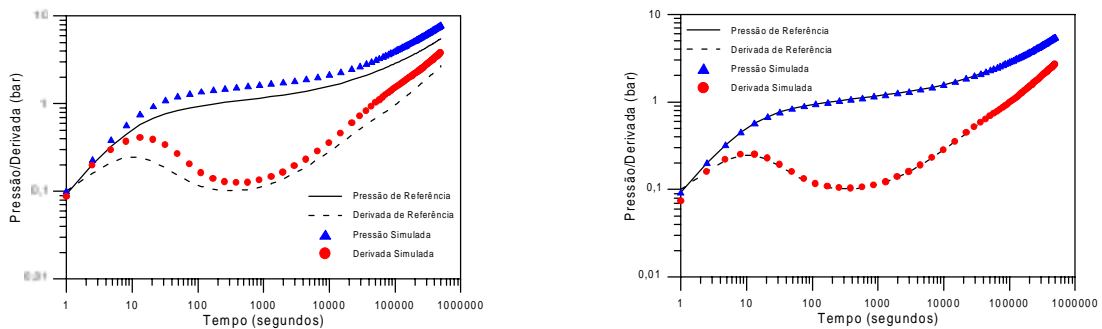 10
1
0,1
0,01
Pressão/Derivada (bar)
Pressão de Referência
Derivada de Referência
Pressão Simulada
Derivada Simulada
1 10 100 1000 10000 100000 1000000
Tempo (segundos)
10
1
0,1
0,01
Pressão/Derivada (bar)
Pressão de Referência
Derivada de Referência
Pressão Simulada
Derivada Simulada
1 10 100 1000 10000 100000 1000000
Tempo (segundos)